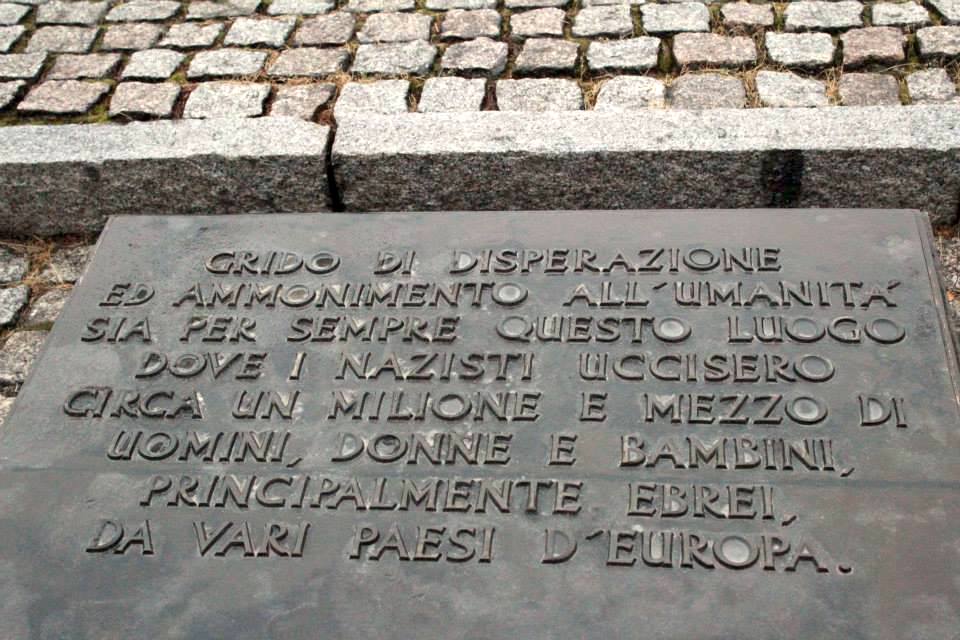 GRIDO DI DISPERAZIONE
ED AMMONIMENTO ALL'UMANITÁ
SIA PER SEMPRE QUESTO LUOGO
DOVE I NAZISTI UCCISERO
CIRCA UN MILIONE E MEZZO DI
UOMINI, DONNE E BAMBINI,
PRINCIPALMENTE EBREI,
DA VARI PAESI D'EUROPA.